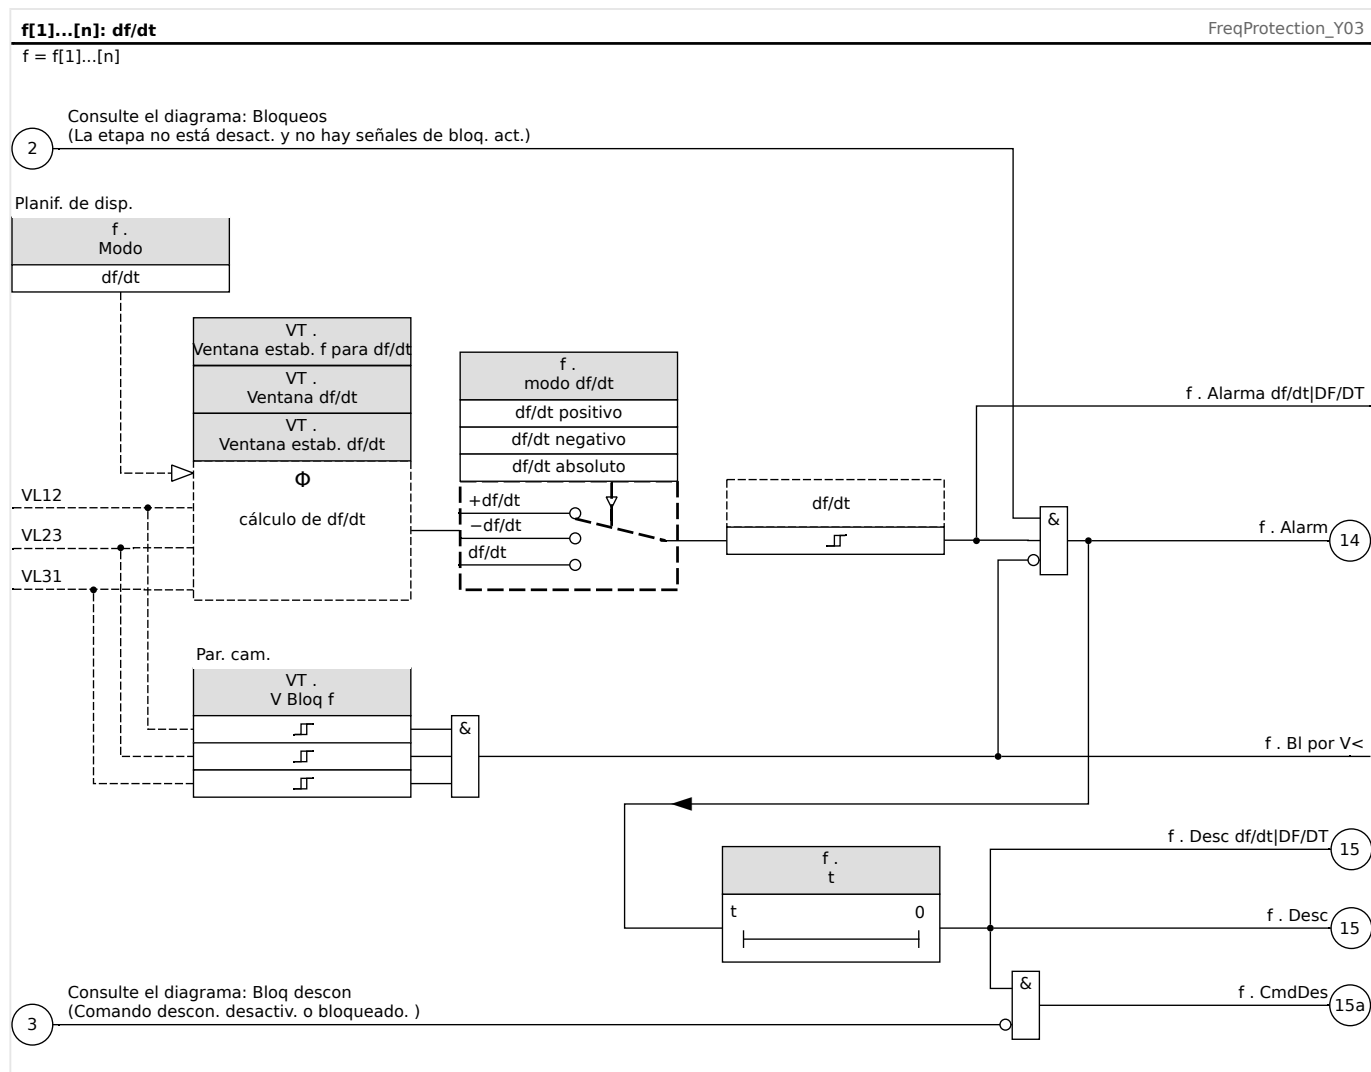 f[1]...[n]: df/dt
FreqProtection_Y03
f = f[1]...[n]
Consulte el diagrama: Bloqueos
(La etapa no está desact. y no hay señales de bloq. act.)
2
Planif. de disp.
f .
Modo
df/dt
VT .
Ventana estab. f para df/dt
VT .
Ventana df/dt
VT .
Ventana estab. df/dt
Φ
cálculo de df/dt
f .
modo df/dt
df/dt positivo
df/dt negativo
df/dt absoluto
+df/dt
−df/dt
df/dt
df/dt
&
f . Alarma df/dt|DF/DT
f . Alarm
14
VL12
VL23
VL31
Par. cam.
VT .
V Bloq f
&
f . Bl por V<
f .
t
t
0
f . Desc df/dt|DF/DT
15
f . Desc
15
&
f . CmdDes
15a
Consulte el diagrama: Bloq descon
(Comando descon. desactiv. o bloqueado. )
3